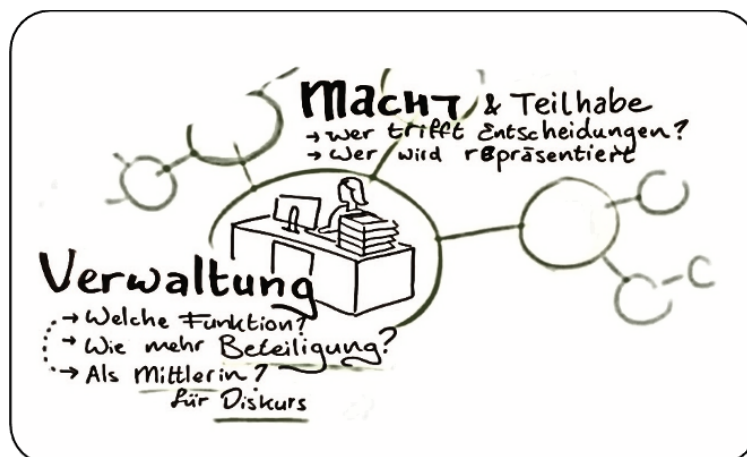 Macht & Teilhabe
→ Wer trifft Entscheidungen?
→ Wer wird repräsentiert
Verwaltung
→ Welche Funktion?
→ Wie mehr Beteiligung?
→ Als Mittlerin?
für Diskurs